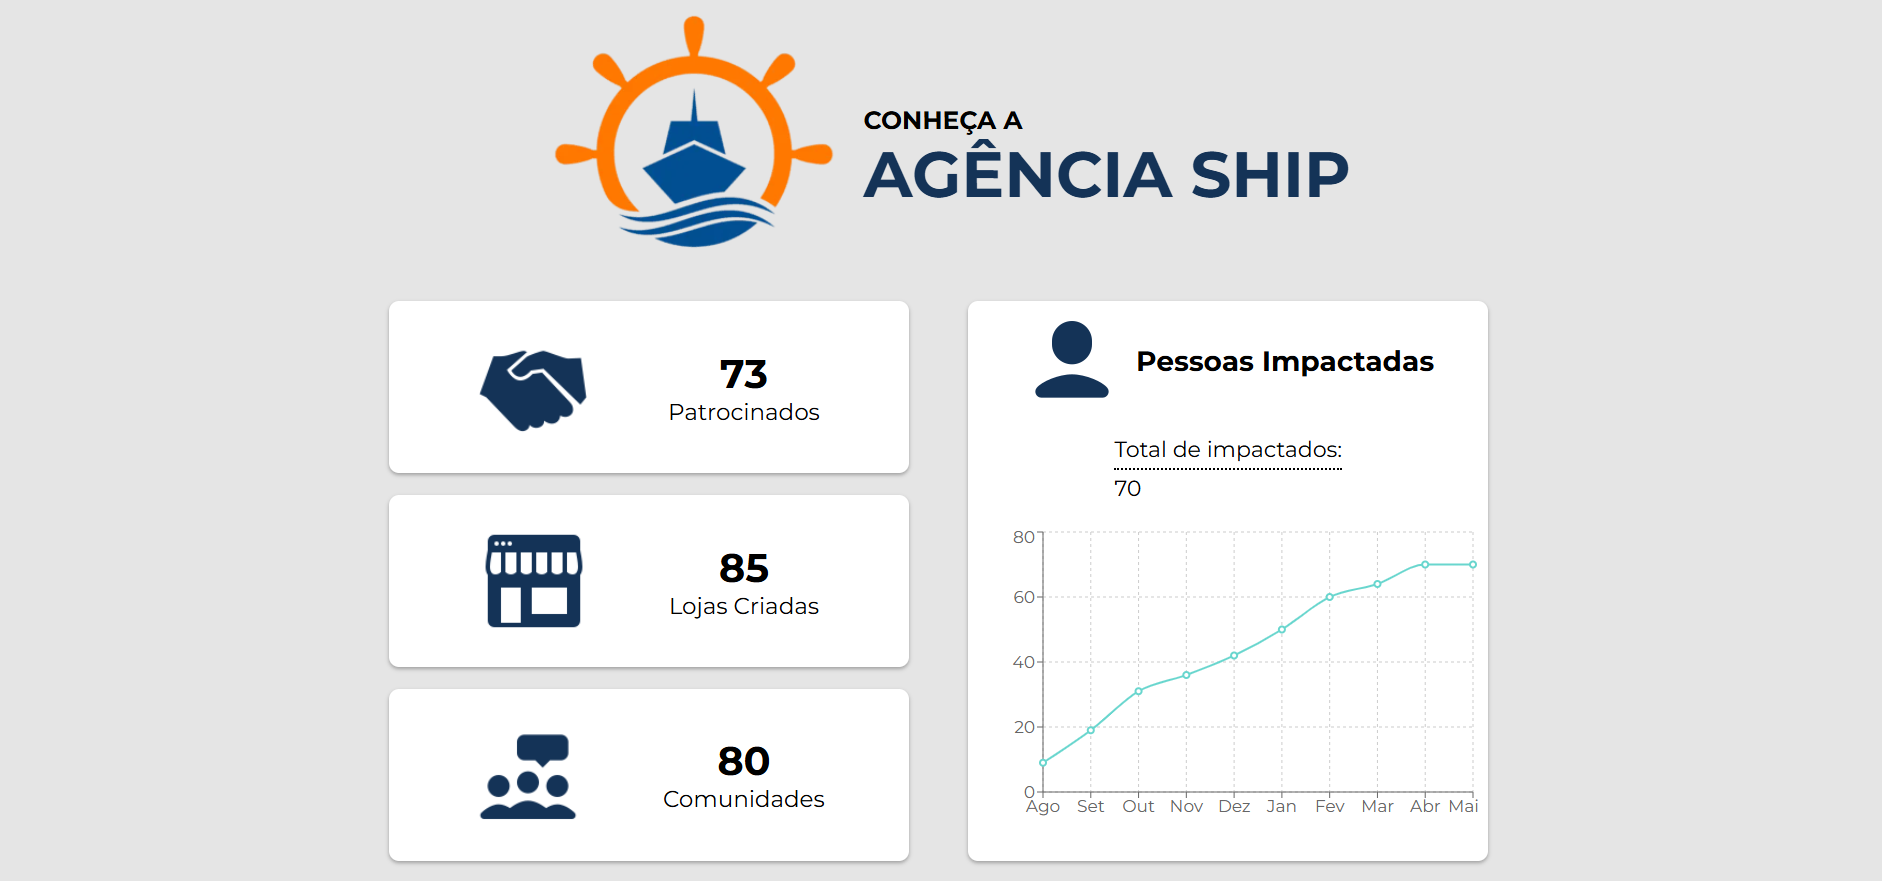 CONHEÇA A
AGÊNCIA SHIP
73
Patrocinados
85
Lojas Criadas
80
Comunidades
Pessoas Impactadas
Total de impactados:
70
80
60
40
20
0
Ago Set Out Nov Dez Jan Fev Mar Abr Mai